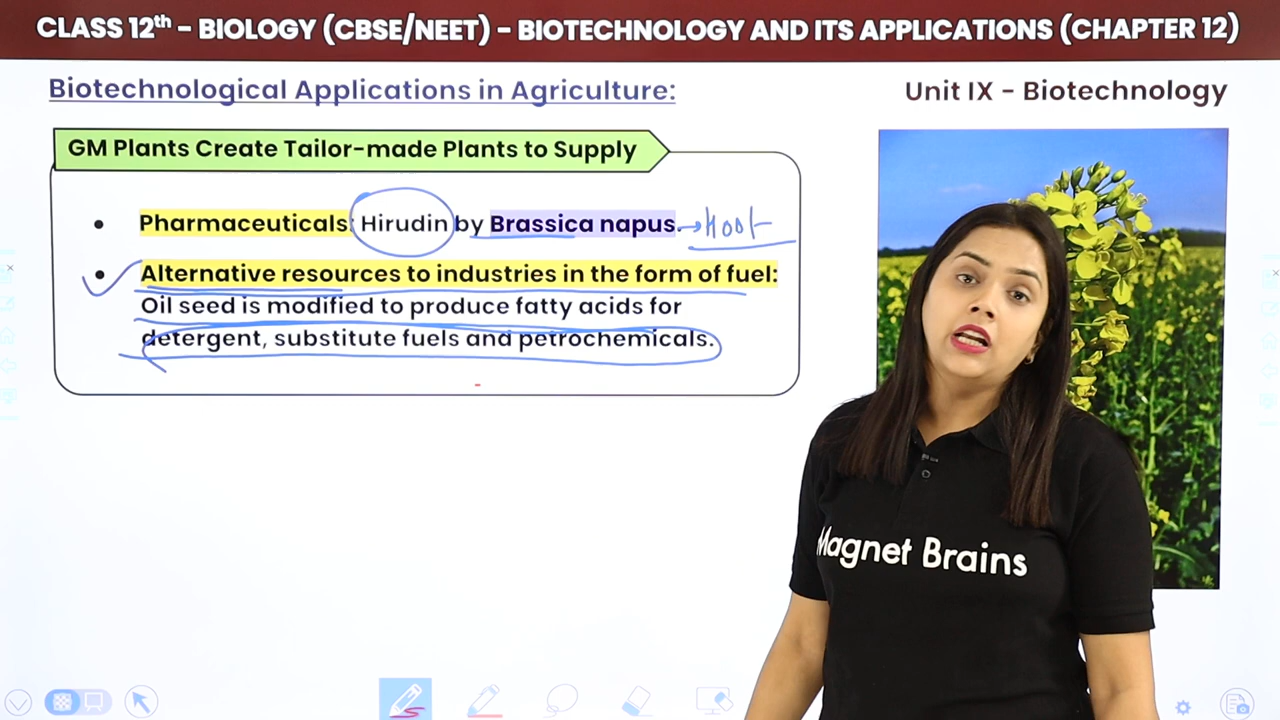 CLASS 12th – BIOLOGY (CBSE/NEET) – BIOTECHNOLOGY AND ITS APPLICATIONS (CHAPTER 12)
Biotechnological Applications in Agriculture:
Unit IX – Biotechnology
GM Plants Create Tailor-made Plants to Supply
• Pharmaceuticals: Hirudin by Brassica napus.
• Alternative resources to industries in the form of fuel:
Oil seed is modified to produce fatty acids for
detergent, substitute fuels and petrochemicals.
Magnet Brains